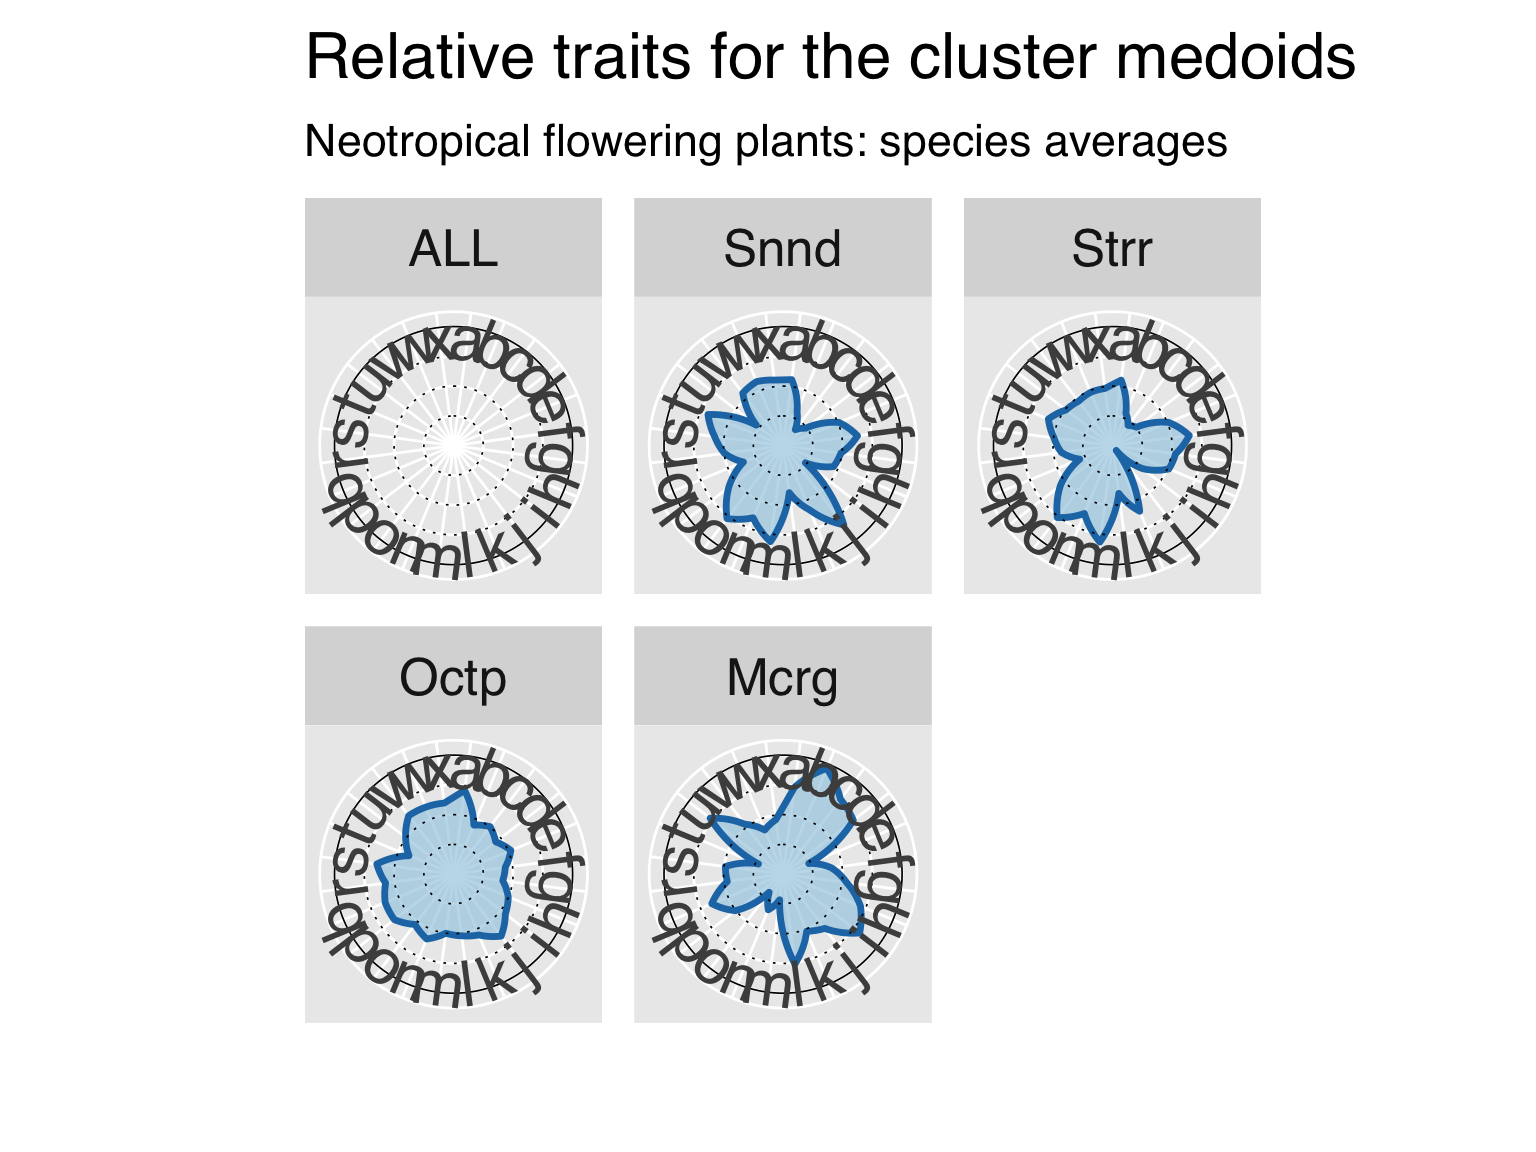 Relative traits for the cluster medoids
Neotropical flowering plants: species averages
ALL
a b c d e f g h i j k l m n o p q r s t u v w x
Snnd
a b c d e f g h i j k l m n o p q r s t u v w x
Strr
a b c d e f g h i j k l m n o p q r s t u v w x
Octp
a b c d e f g h i j k l m n o p q r s t u v w x
Mcrg
a b c d e f g h i j k l m n o p q r s t u v w x